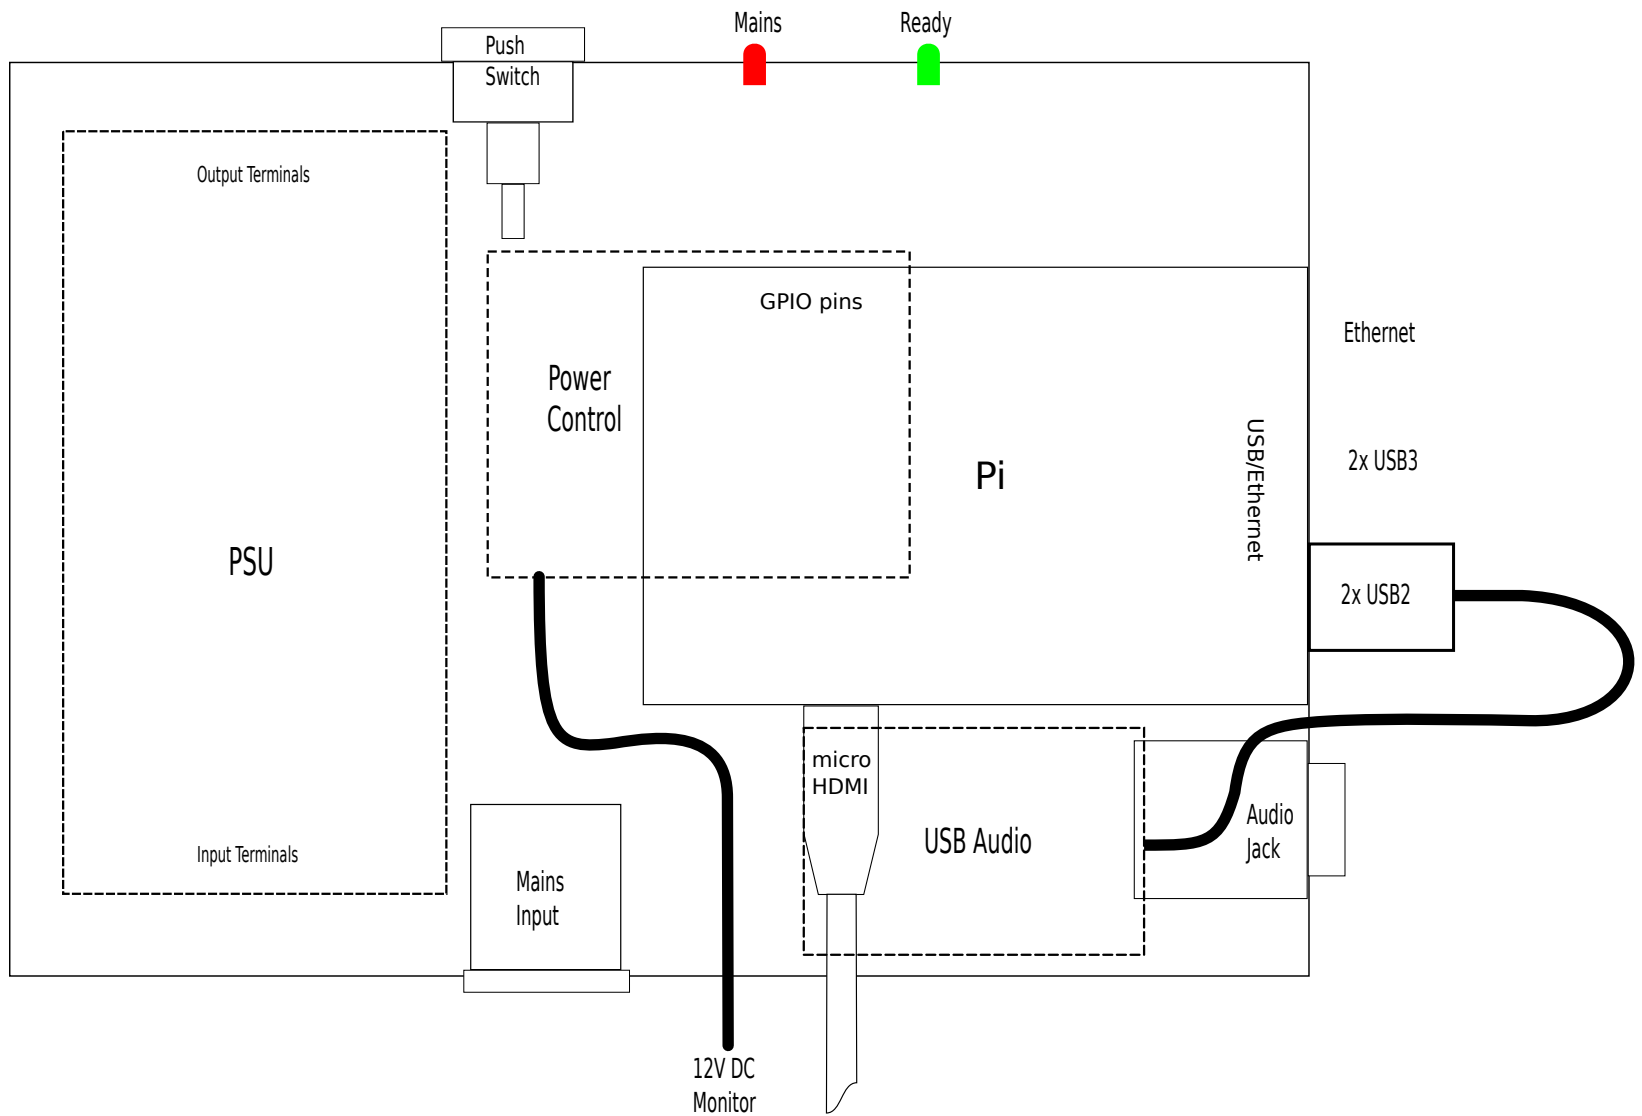 Mains
Ready
Push
Switch
Output Terminals
GPIO pins
Ethernet
Power
Control
2x USB3
Pi
USB/Ethernet
PSU
2x USB2
micro
HDMI
Audio
Jack
USB Audio
Input Terminals
Mains
Input
12V DC
Monitor